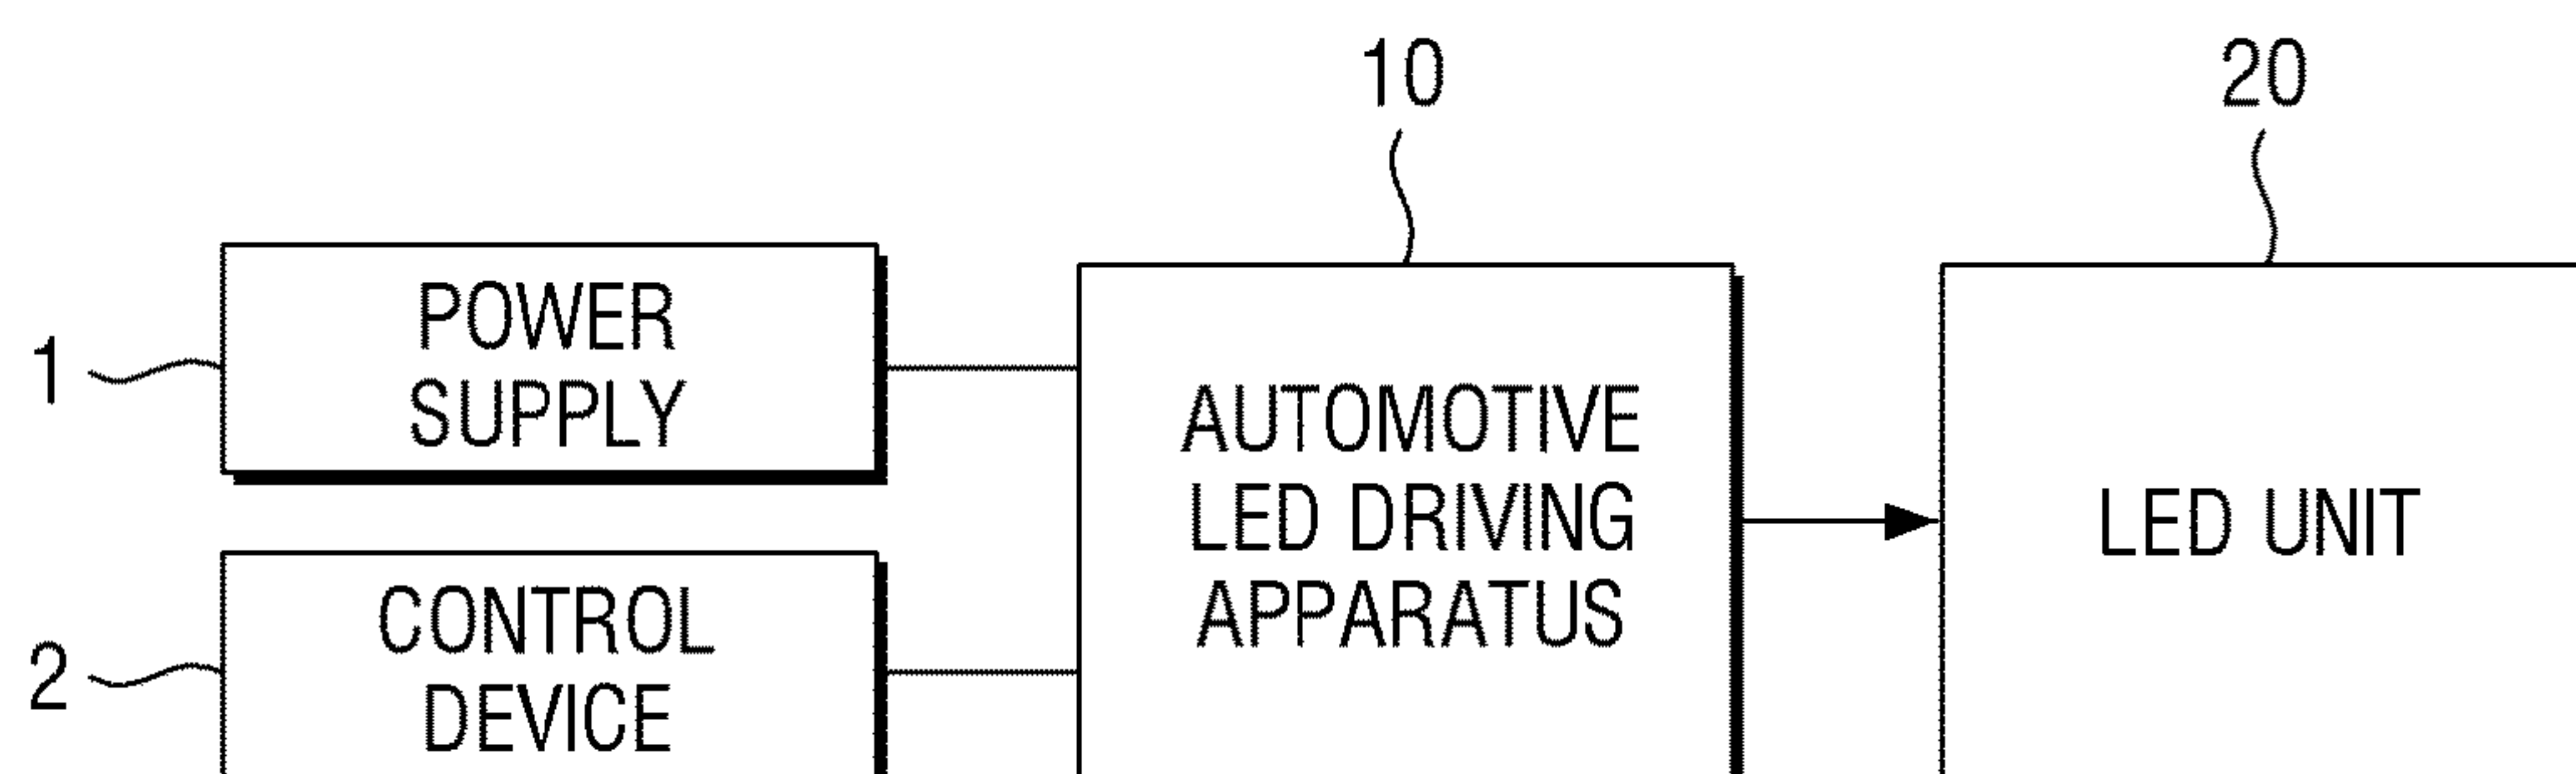 10
20
1
POWER
SUPPLY
AUTOMOTIVE
LED DRIVING
APPARATUS
LED UNIT
2
CONTROL
DEVICE